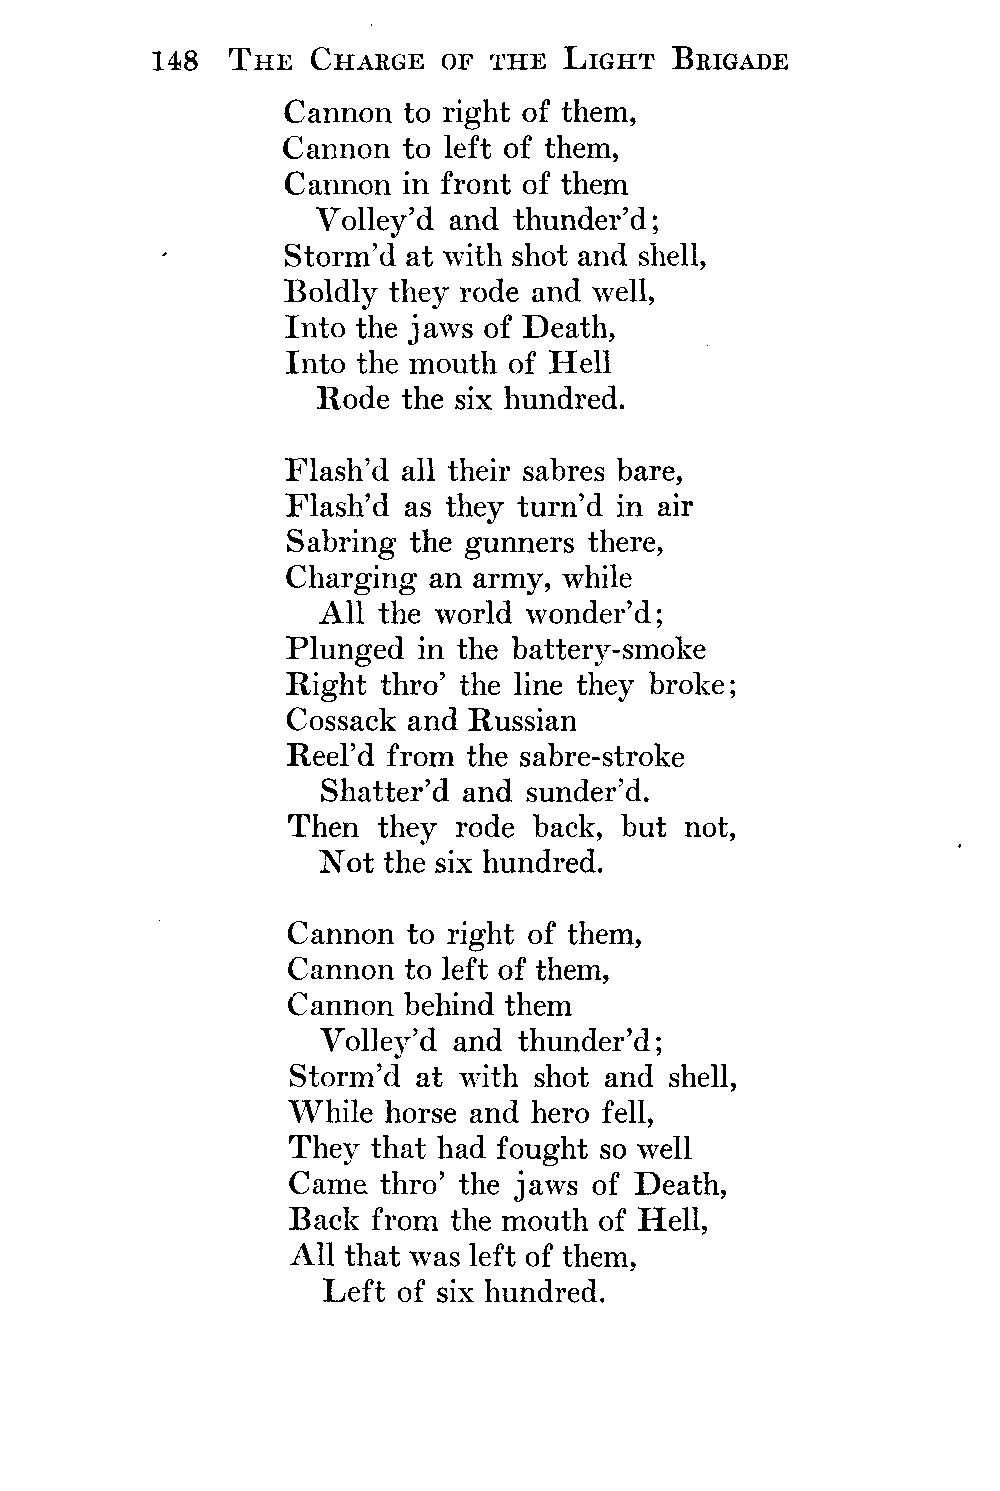 148 The Charge of the Light Brigade
Cannon to right of them,
Cannon to left of them,
Cannon in front of them
Volley'd and thunder'd;
Storm'd at with shot and shell,
Boldly they rode and well,
Into the jaws of Death,
Into the mouth of Hell
Rode the six hundred.

Flash'd all their sabres bare,
Flash'd as they turn'd in air
Sabring the gunners there,
Charging an army, while
All the world wonder'd;
Plunged in the battery-smoke
Right thro' the line they broke;
Cossack and Russian
Reel'd from the sabre-stroke
Shatter'd and sunder'd.
Then they rode back, but not,
Not the six hundred.

Cannon to right of them,
Cannon to left of them,
Cannon behind them
Volley'd and thunder'd;
Storm'd at with shot and shell,
While horse and hero fell,
They that had fought so well
Came thro' the jaws of Death,
Back from the mouth of Hell,
All that was left of them,
Left of six hundred.